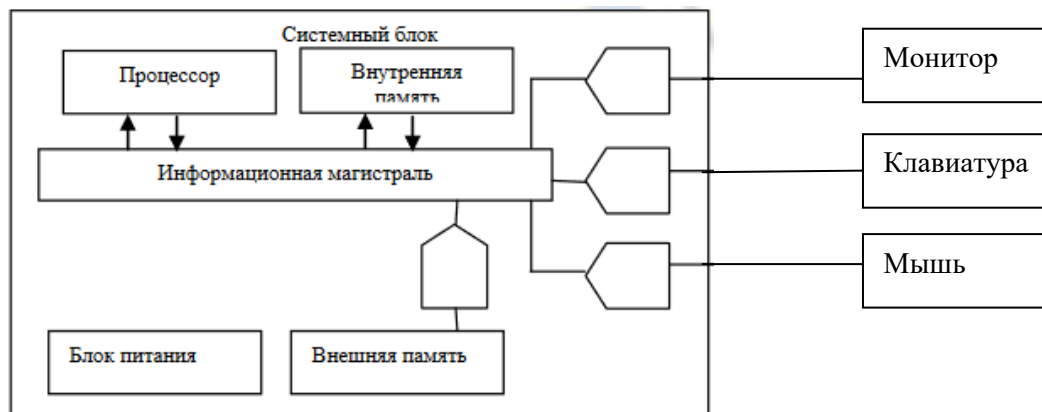 Системный блок
Процессор
Внутренняя
память
Монитор
Информационная магистраль
Клавиатура
Мышь
Блок питания
Внешняя память